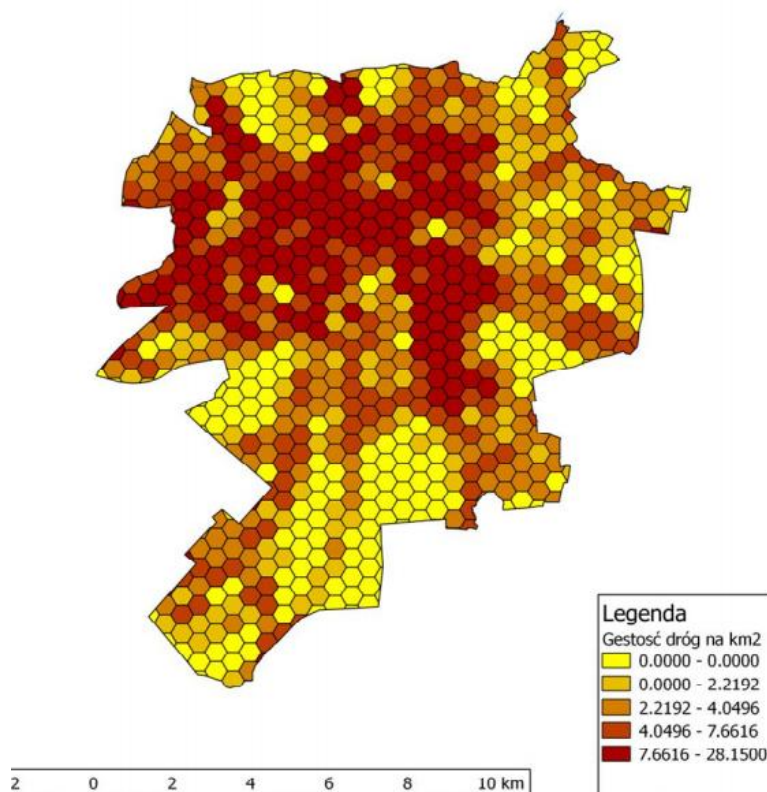 Legenda
Gestosć dróg na km2
0.0000 - 0.0000
0.0000 - 2.2192
2.2192 - 4.0496
4.0496 - 7.6616
7.6616 - 28.1500
2 0 2 4 6 8 10 km